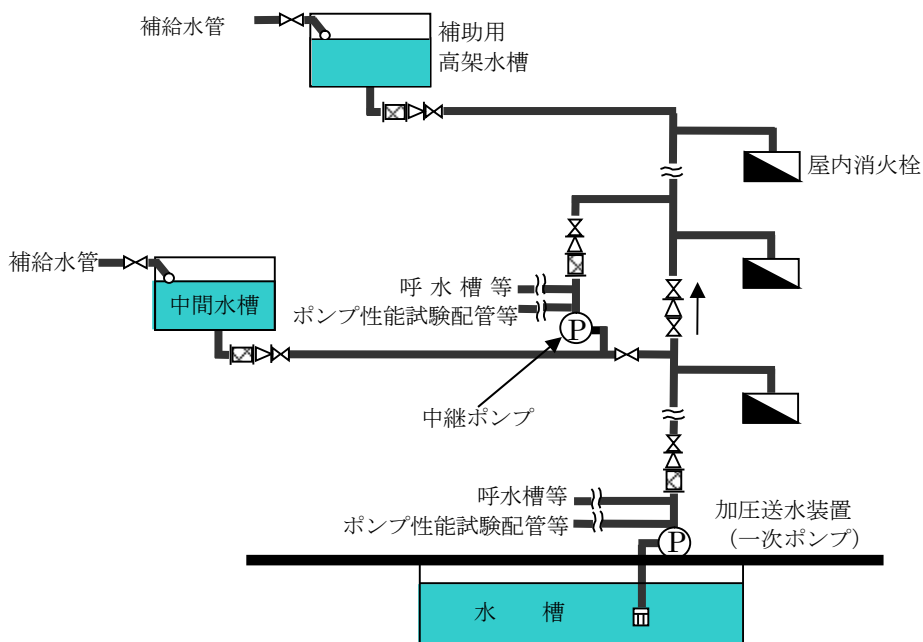 補給水管
補助用
高架水槽
屋内消火栓
補給水管
中間水槽
呼水槽等
ポンプ性能試験配管等
P
中継ポンプ
呼水槽等
ポンプ性能試験配管等
加圧送水装置
（一次ポンプ）
P
水　槽